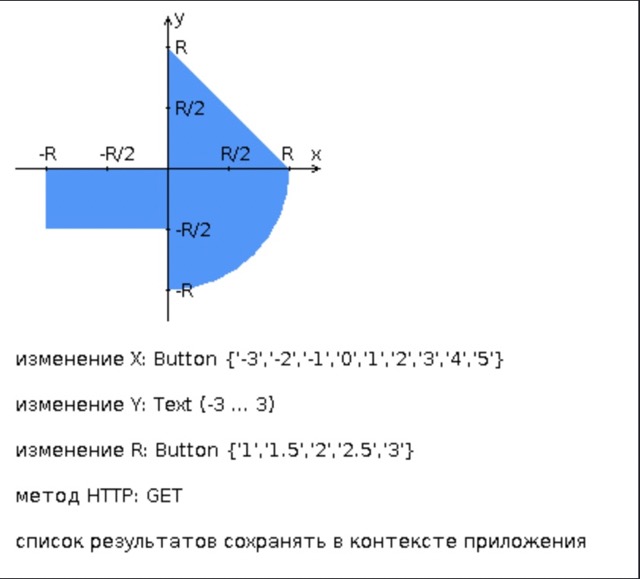 y
R
R/2
-R -R/2 R/2 R x
-R/2
-R
изменение X: Button {'-3','-2','-1','0','1','2','3','4','5'}
изменение Y: Text (-3 ... 3)
изменение R: Button {'1','1.5','2','2.5','3'}
метод HTTP: GET
список результатов сохранять в контексте приложения